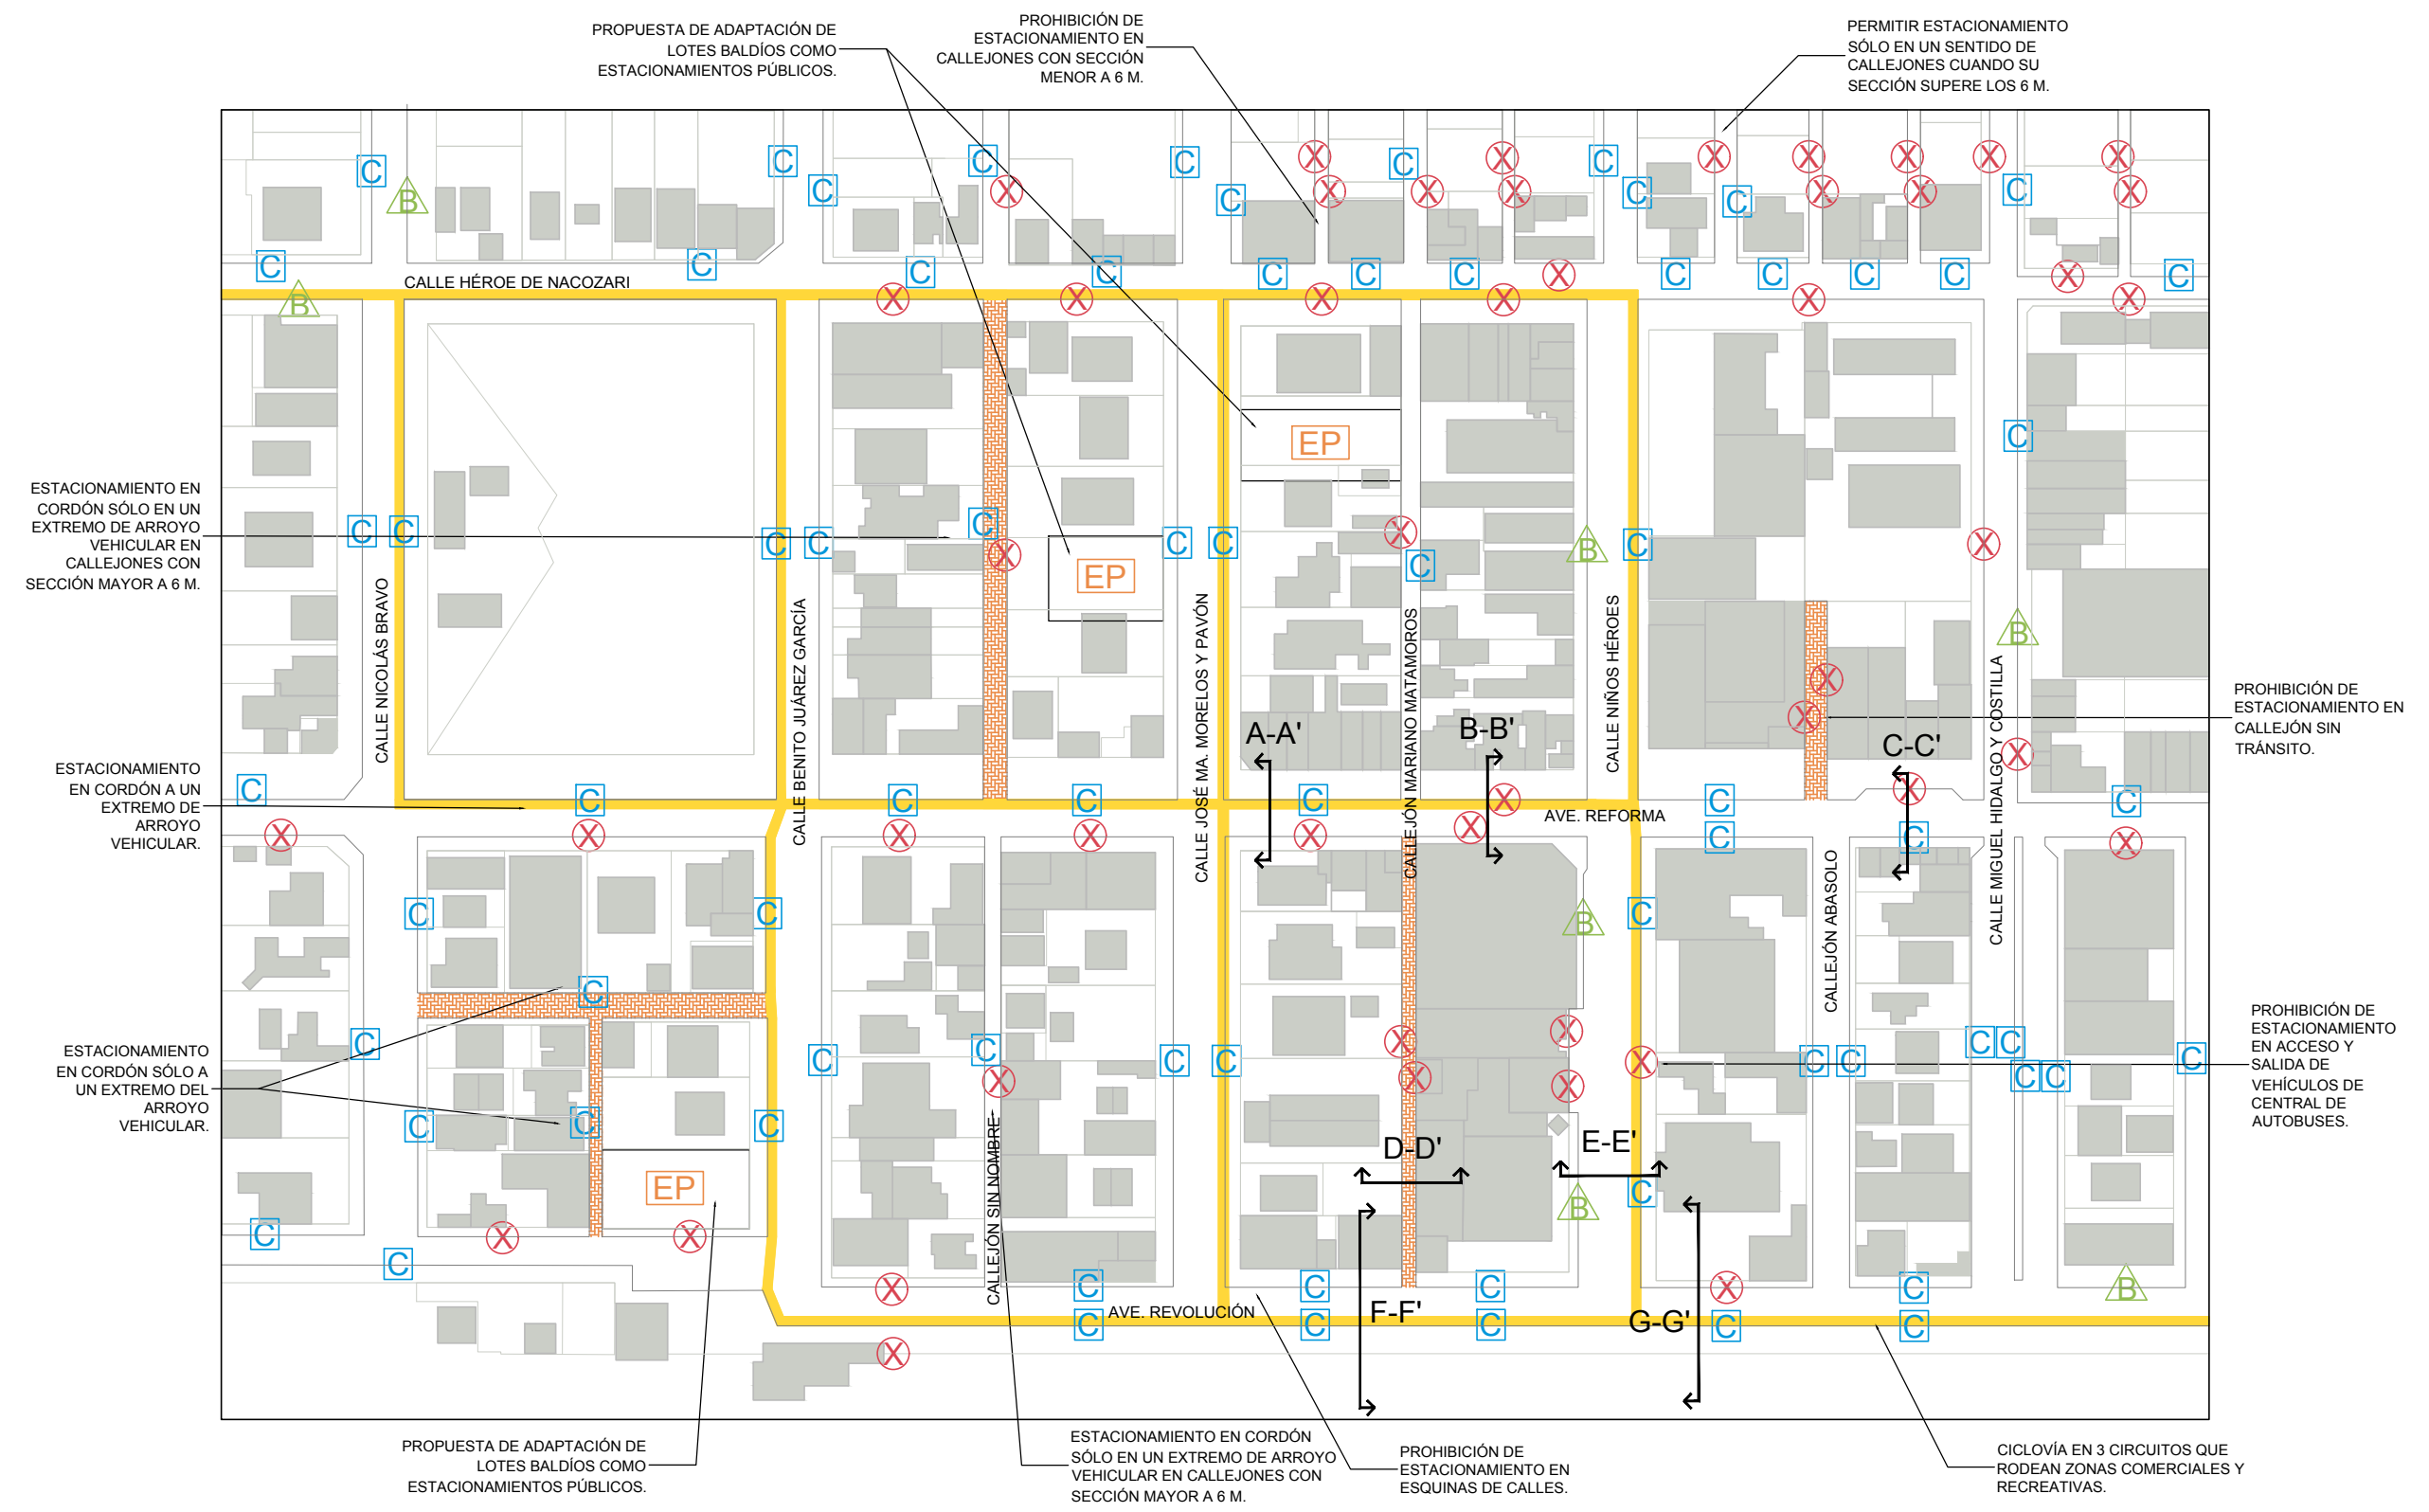 PROPUESTA DE ADAPTACIÓN DE
LOTES BALDÍOS COMO
ESTACIONAMIENTOS PÚBLICOS.
PROHIBICIÓN DE
ESTACIONAMIENTO EN
CALLEJONES CON SECCIÓN
MENOR A 6 M.
PERMITIR ESTACIONAMIENTO
SÓLO EN UN SENTIDO DE
CALLEJONES CUANDO SU
SECCIÓN SUPERE LOS 6 M.
CALLE HÉROE DE NACOZARI
EP
EP
ESTACIONAMIENTO EN
CORDÓN SÓLO EN UN
EXTREMO DE ARROYO
VEHICULAR EN
CALLEJONES CON
SECCIÓN MAYOR A 6 M.
CALLE NICOLÁS BRAVO
CALLE BENITO JUÁREZ GARCÍA
CALLE JOSÉ MA. MORELOS Y PAVÓN
CALLEJÓN MARIANO MATAMOROS
CALLE NIÑOS HÉROES
CALLE MIGUEL HIDALGO Y COSTILLA
A-A'
B-B'
C-C'
PROHIBICIÓN DE
ESTACIONAMIENTO EN
CALLEJÓN SIN
TRÁNSITO.
ESTACIONAMIENTO
EN CORDÓN A UN
EXTREMO DE
ARROYO
VEHICULAR.
AVE. REFORMA
CALLEJÓN ABASOLO
ESTACIONAMIENTO
EN CORDÓN SÓLO A
UN EXTREMO DEL
ARROYO
VEHICULAR.
PROHIBICIÓN DE
ESTACIONAMIENTO
EN ACCESO Y
SALIDA DE
VEHÍCULOS DE
CENTRAL DE
AUTOBUSES.
EP
CALLEJÓN SIN NOMBRE
D-D'
E-E'
F-F'
G-G'
AVE. REVOLUCIÓN
PROPUESTA DE ADAPTACIÓN DE
LOTES BALDÍOS COMO
ESTACIONAMIENTOS PÚBLICOS.
ESTACIONAMIENTO EN CORDÓN
SÓLO EN UN EXTREMO DE ARROYO
VEHICULAR EN CALLEJONES CON
SECCIÓN MAYOR A 6 M.
PROHIBICIÓN DE
ESTACIONAMIENTO EN
ESQUINAS DE CALLES.
CICLOVÍA EN 3 CIRCUITOS QUE
RODEAN ZONAS COMERCIALES Y
RECREATIVAS.